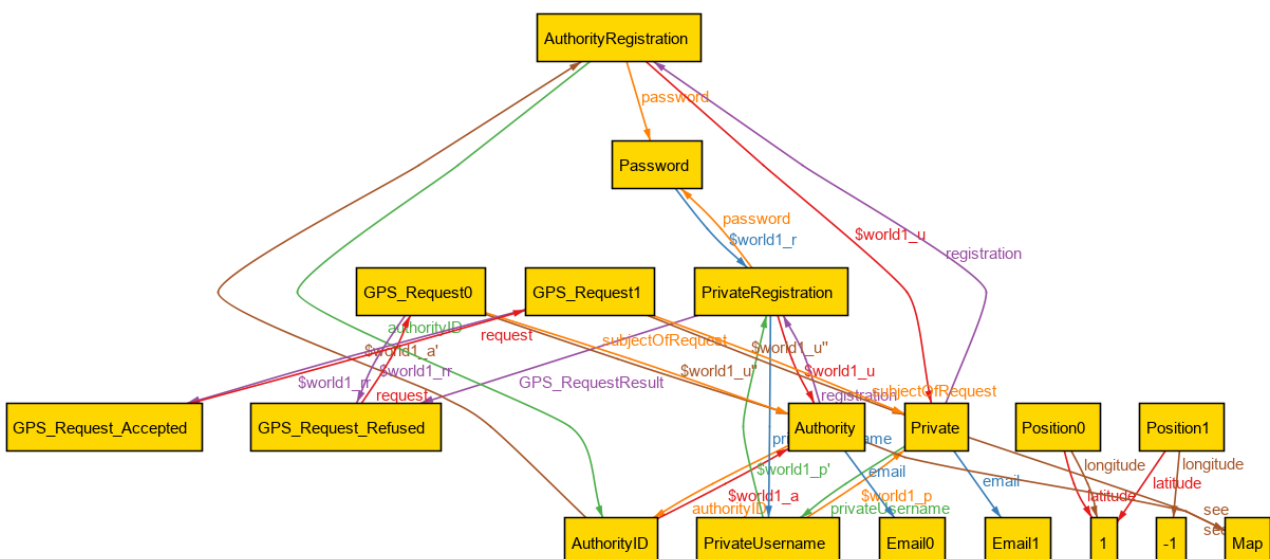 AuthorityRegistration
password
Password
password
$world1_r
$world1_u
registration
GPS_Request0
GPS_Request1
PrivateRegistration
authorityID
request
subjectOfRequest
$world1_a'
$world1_u"
$world1_rr
$world1_rr
$world1_u"
$world1_u
GPS_RequestResult
request
registration
subjectOfRequest
GPS_Request_Accepted
GPS_Request_Refused
Authority
Private
Position0
Position1
$world1_p'
email
email
longitude
longitude
latitude
latitude
$world1_a
$world1_p
authorityID
privateUsername
see
see
AuthorityID
PrivateUsername
Email0
Email1
1
-1
Map